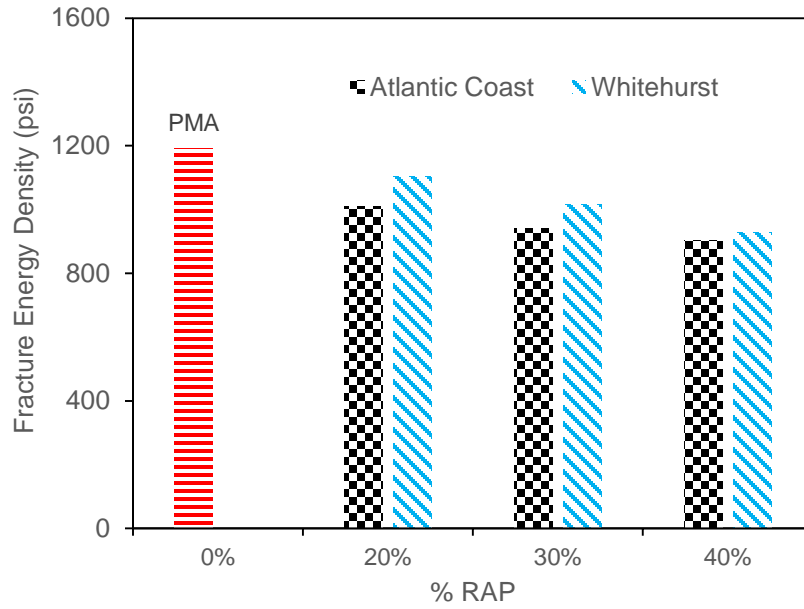 Fracture Energy Density (psi)
1600
1200
800
400
0
Atlantic Coast
Whitehurst
PMA
0%
20%
30%
40%
% RAP